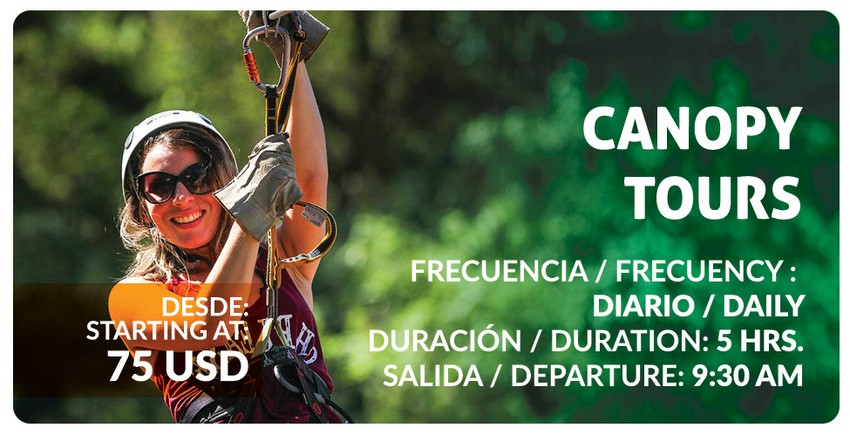 CANOPY
TOURS
FRECUENCIA / FRECUENCY :
DIARIO / DAILY
DURACIÓN / DURATION: 5 HRS.
SALIDA / DEPARTURE: 9:30 AM
DESDE:
STARTING AT:
75 USD